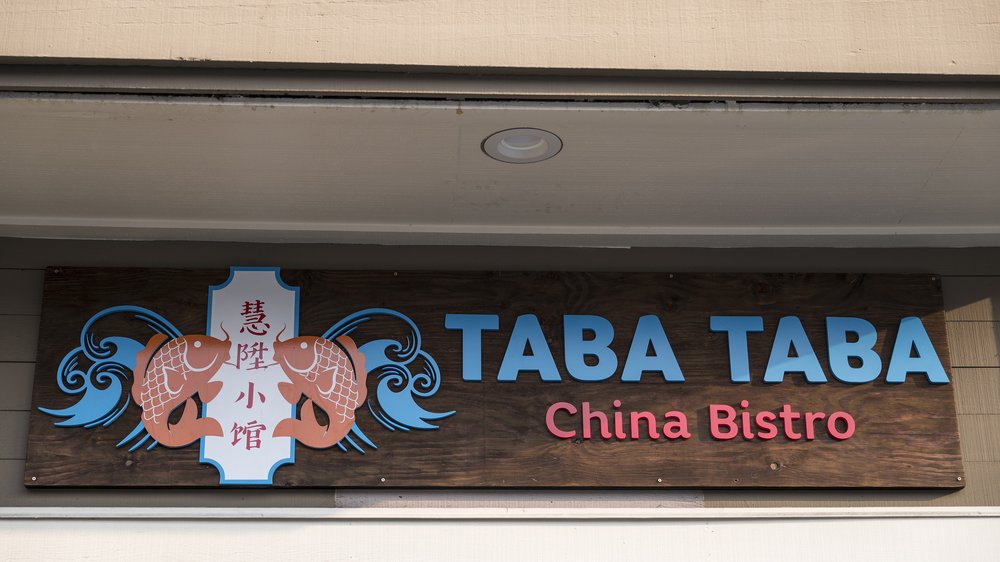 慧陞小馆
TABA TABA
China Bistro